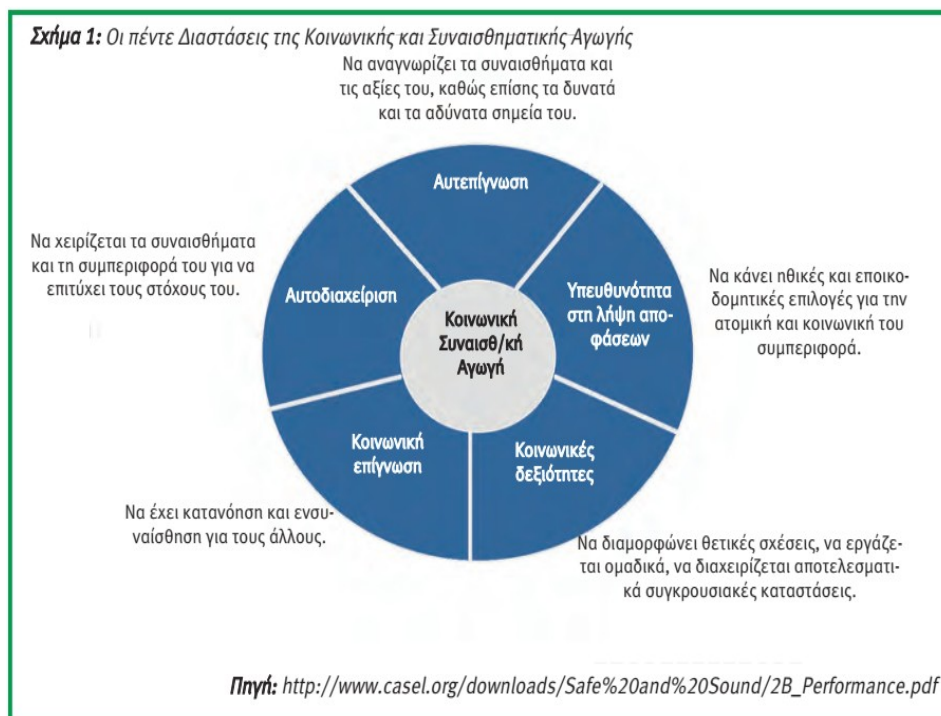 Σχήμα 1: Οι πέντε Διαστάσεις της Κοινωνικής και Συναισθηματικής Αγωγής
Να αναγνωρίζει τα συναισθήματα και
τις αξίες του, καθώς επίσης τα δυνατά
και τα αδύνατα σημεία του.
Αυτεπίγνωση
Να χειρίζεται τα συναισθήματα
και τη συμπεριφορά του για να
επιτύχει τους στόχους του.
Αυτοδιαχείριση
Κοινωνική
Συναισθ/κή
Αγωγή
Υπευθυνότητα
στη λήψη απο-
φάσεων
Να κάνει ηθικές και εποικο-
δομητικές επιλογές για την
ατομική και κοινωνική του
συμπεριφορά.
Κοινωνική
επίγνωση
Κοινωνικές
δεξιότητες
Να έχει κατανόηση και ενσυ-
ναίσθηση για τους άλλους.
Να διαμορφώνει θετικές σχέσεις, να εργάζε-
ται ομαδικά, να διαχειρίζεται αποτελεσματι-
κά συγκρουσιακές καταστάσεις.
Πηγή: http://www.casel.org/downloads/Safe%20and%20Sound/2B_Performance.pdf